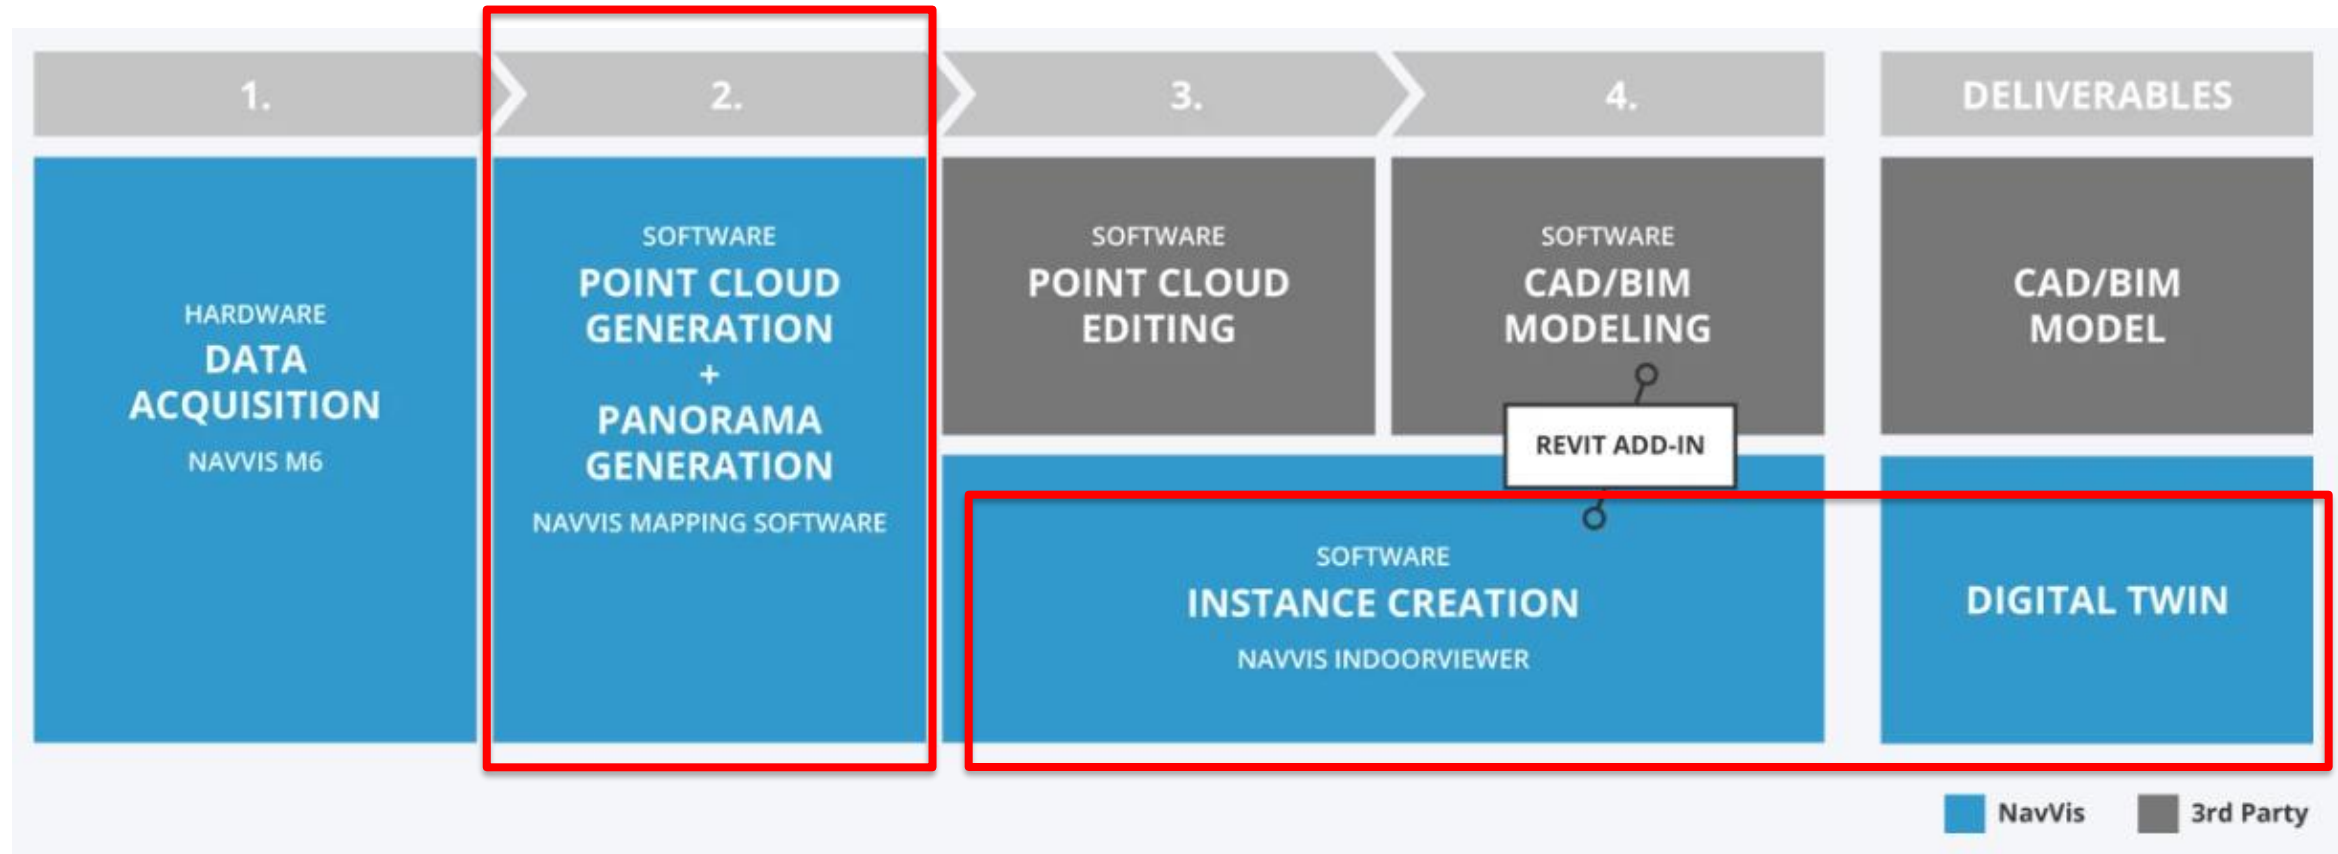 1.
2.
3.
4.
DELIVERABLES
HARDWARE
DATA
ACQUISITION
NAVVIS M6
SOFTWARE
POINT CLOUD
GENERATION
+
PANORAMA
GENERATION
NAVVIS MAPPING SOFTWARE
SOFTWARE
POINT CLOUD
EDITING
SOFTWARE
CAD/BIM
MODELING
REVIT ADD-IN
CAD/BIM
MODEL
SOFTWARE
INSTANCE CREATION
NAVVIS INDOORVIEWER
DIGITAL TWIN
NavVis
3rd Party